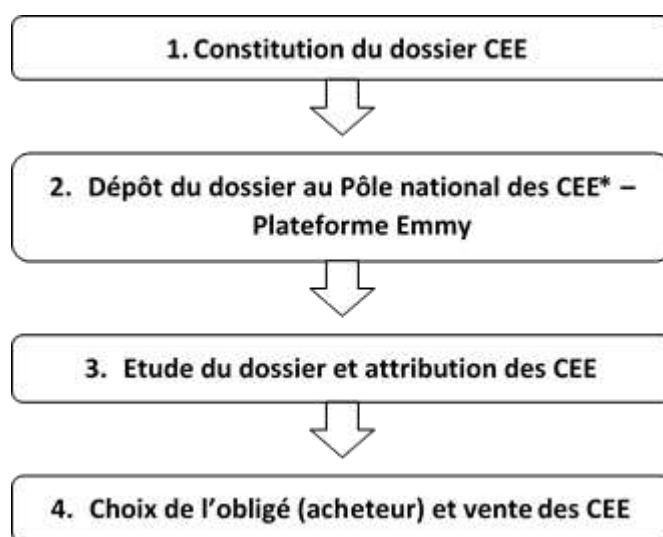 1. Constitution du dossier CEE
2. Dépôt du dossier au Pôle national des CEE* –
Plateforme Emmy
3. Etude du dossier et attribution des CEE
4. Choix de l'obligé (acheteur) et vente des CEE